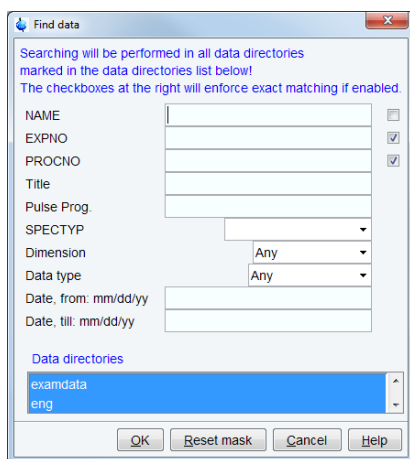 Find data
Searching will be performed in all data directories
marked in the data directories list below!
The checkboxes at the right will enforce exact matching if enabled.
NAME
EXPNO
PROCNO
Title
Pulse Prog.
SPECTYP
Dimension Any
Data type Any
Date, from: mm/dd/yy
Date, till: mm/dd/yy
Data directories
examdata
eng
OK Reset mask Cancel Help